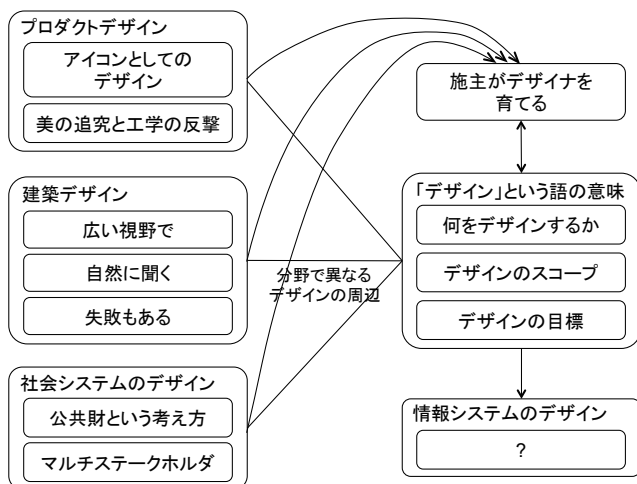 プロダクトデザイン
アイコンとしての
デザイン
美の追究と工学の反撃
建築デザイン
広い視野で
自然に聞く
失敗もある
社会システムのデザイン
公共財という考え方
マルチステークホルダ
分野で異なる
デザインの周辺
施主がデザイナを
育てる
「デザイン」という語の意味
何をデザインするか
デザインのスコープ
デザインの目標
情報システムのデザイン
?